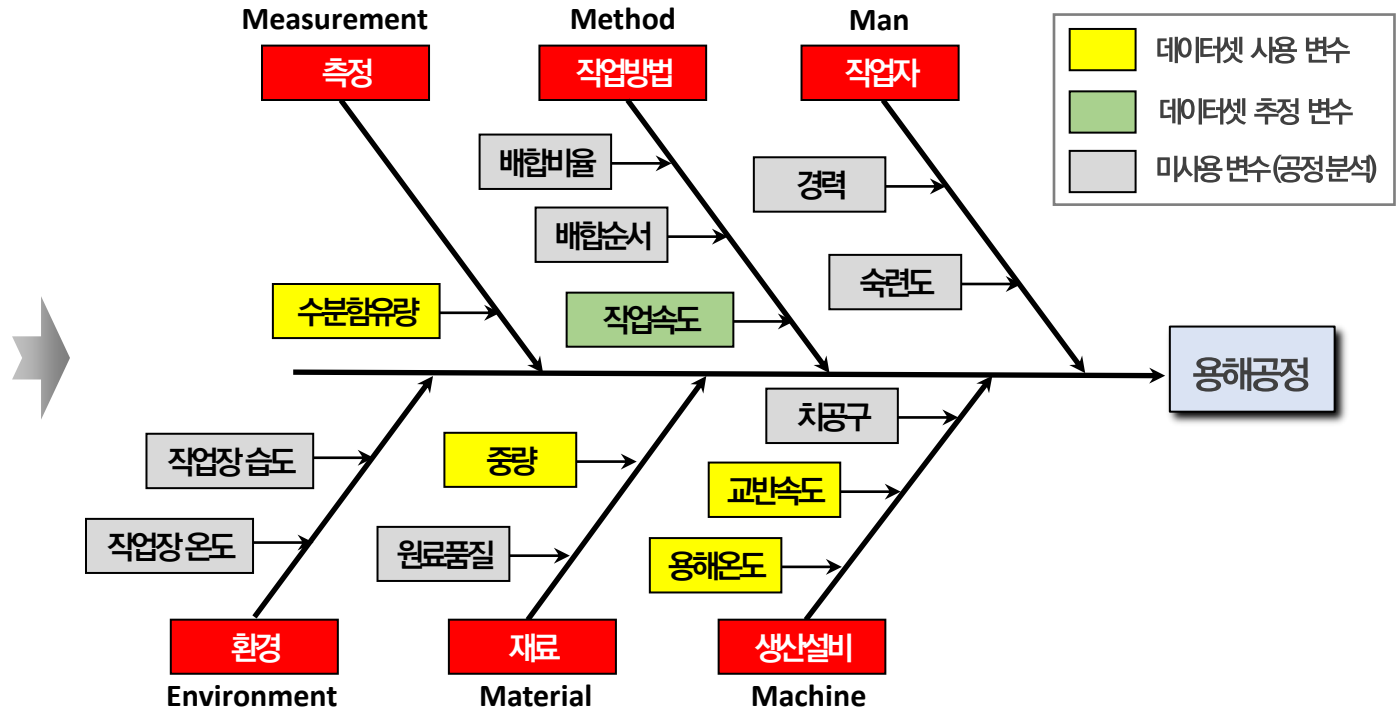 Measurement
Method
Man
측정
작업방법
작업자
데이터셋 사용 변수
데이터셋 추정 변수
미사용 변수 (공정 분석)
배합비율
경력
배합순서
숙련도
수분함유량
작업속도
용해공정
치공구
작업장 습도
중량
교반속도
작업장 온도
원료품질
용해온도
환경
재료
생산설비
Environment
Material
Machine